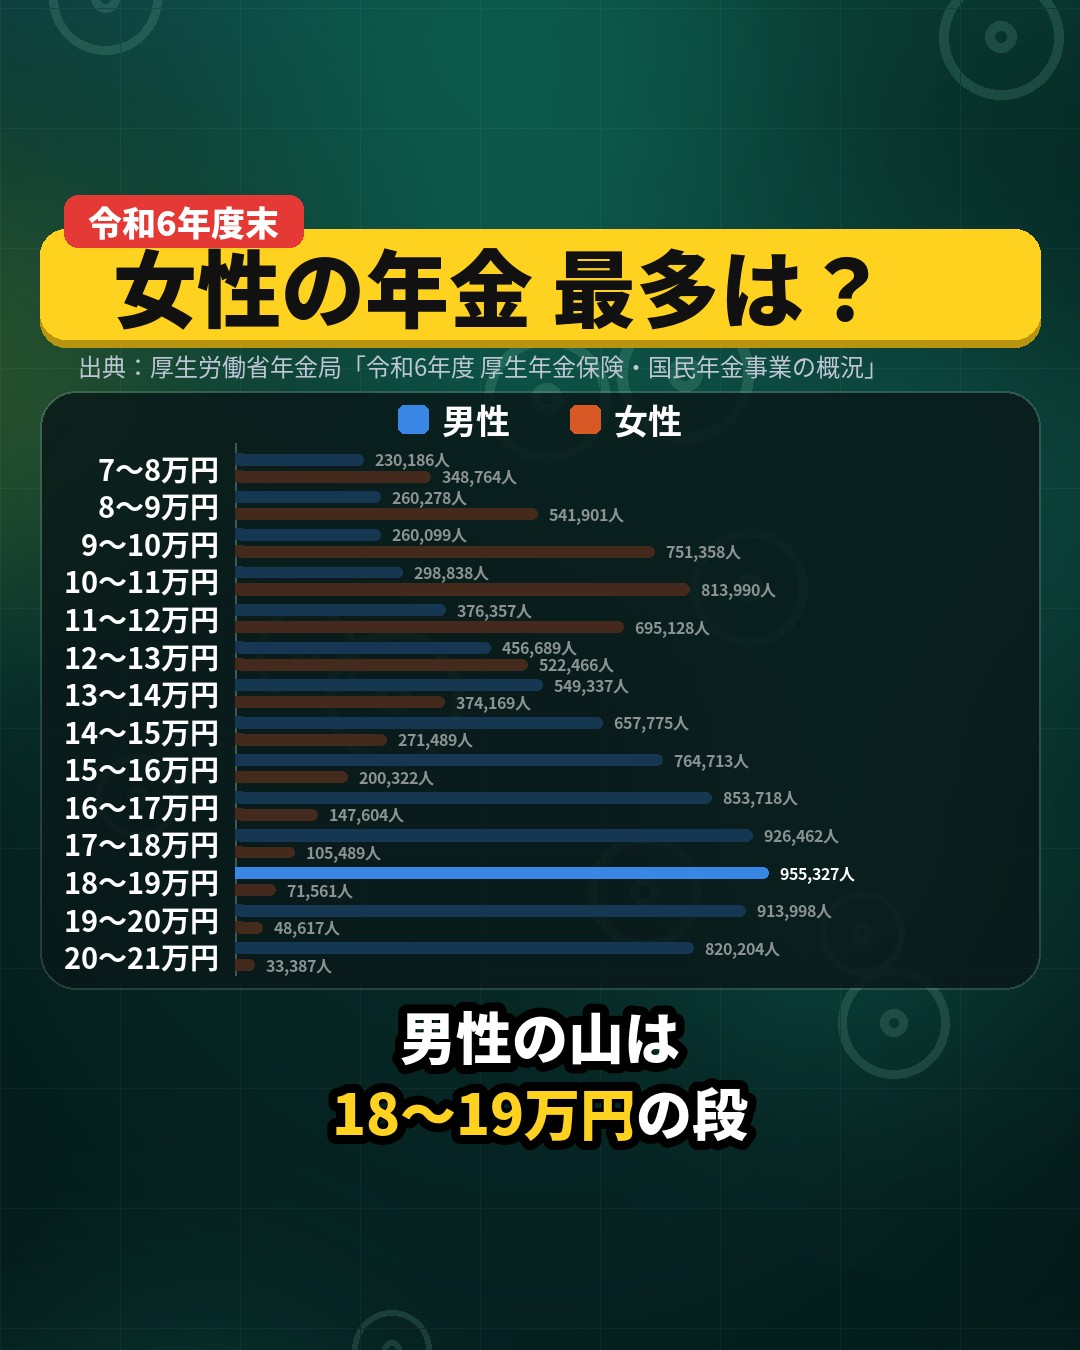 令和6年度末
女性の年金 最多は？
出典：厚生労働省年金局「令和6年度 厚生年金保険・国民年金事業の概況」
男性 女性
7〜8万円 230,186人
348,764人
8〜9万円 260,278人
541,901人
9〜10万円 260,099人
751,358人
10〜11万円 298,838人
813,990人
11〜12万円 376,357人
695,128人
12〜13万円 456,689人
522,466人
13〜14万円 549,337人
374,169人
14〜15万円 657,775人
271,489人
15〜16万円 764,713人
200,322人
16〜17万円 853,718人
147,604人
17〜18万円 926,462人
105,489人
18〜19万円 955,327人
71,561人
19〜20万円 913,998人
48,617人
20〜21万円 820,204人
33,387人
男性の山は
18〜19万円の段